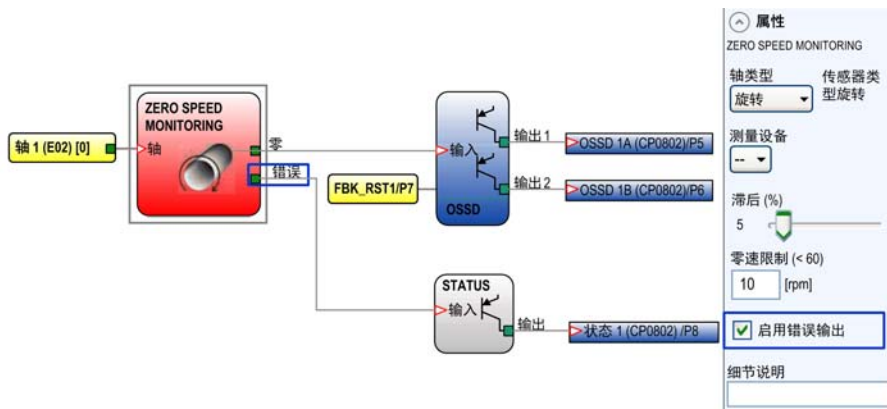 ZERO SPEED
MONITORING
轴 1 (E02) [0]
轴
零
错误
FBK_RST1/P7
输入
OSSD
输出1
输出2
OSSD 1A (CP0802)/P5
OSSD 1B (CP0802)/P6
STATUS
输入
输出
状态 1 (CP0802) /P8
属性
ZERO SPEED MONITORING
轴类型 传感器类
旋转 型旋转
测量设备
--
滞后 (%)
5
零速限制 (< 60)
10 [rpm]
启用错误输出
细节说明